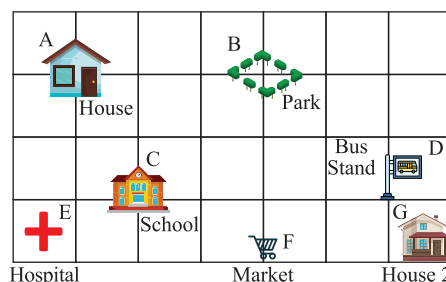 A
B
House
Park
Bus
Stand
D
C
School
E
F
G
Hospital
Market
House 2